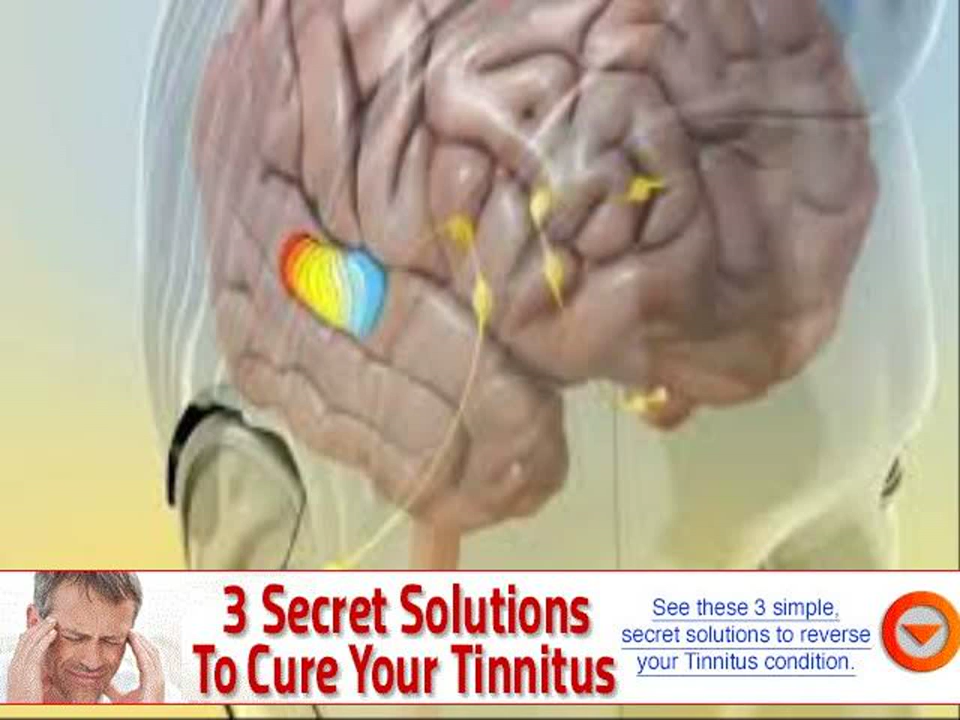 3 Secret Solutions
To Cure Your Tinnitus
See these 3 simple,
secret solutions to reverse
your Tinnitus condition.